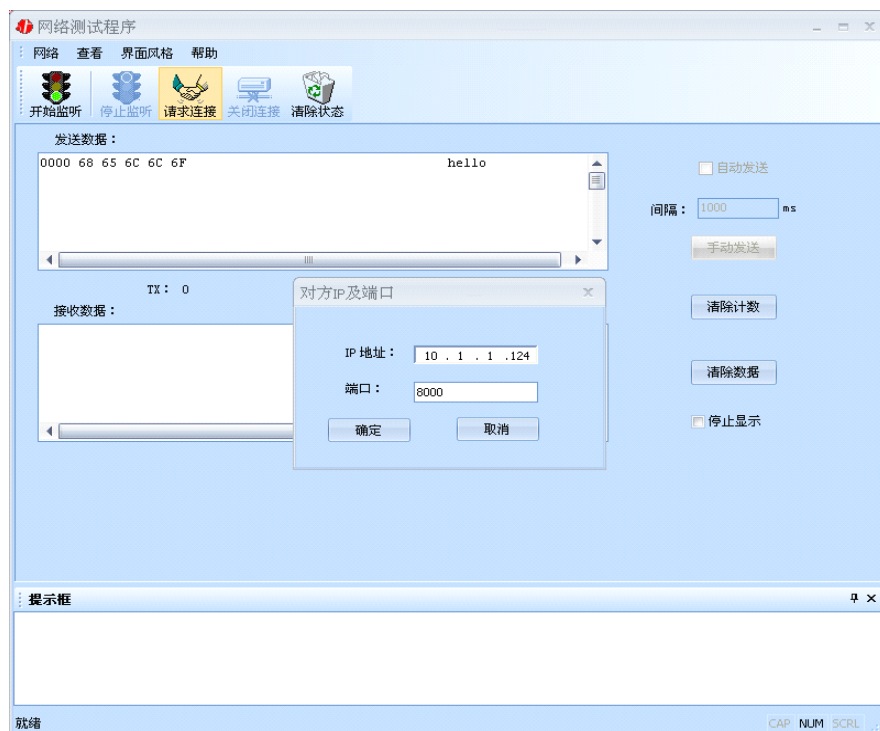 网络测试程序
网络 查看 界面风格 帮助
开始监听 停止监听 请求连接 关闭连接 清除状态
发送数据：
0000 68 65 6C 6C 6F hello
自动发送
间隔： 1000 ms
手动发送
TX： 0
接收数据：
清除计数
对方IP及端口
IP 地址： 10 . 1 . 1 .124
端口： 8000
确定 取消
清除数据
停止显示
提示框
就绪 CAP NUM SCRL